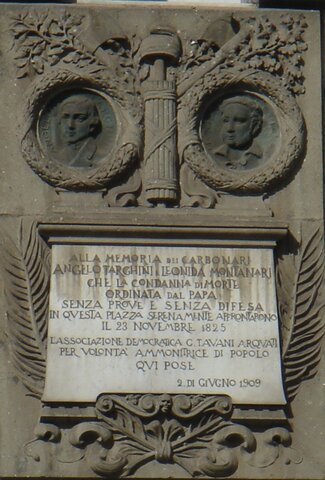 ALLA MEMORIA DEI CARBONARI
ANGELO TARGHINI E LEONIDA MONTANARI
CHE LA CONDANNA DI MORTE
ORDINATA DAL PAPA
SENZA PROVE E SENZA DIFESA
IN QUESTA PIAZZA SERENAMENTE AFFRONTARONO
IL 23 NOVEMBRE 1825
L'ASSOCIAZIONE DEMOCRATICA G. TAVANI ARQUATI
PER VOLONTÀ AMMONITRICE DI POPOLO
QUI POSE
2 DI GIVGNO 1909